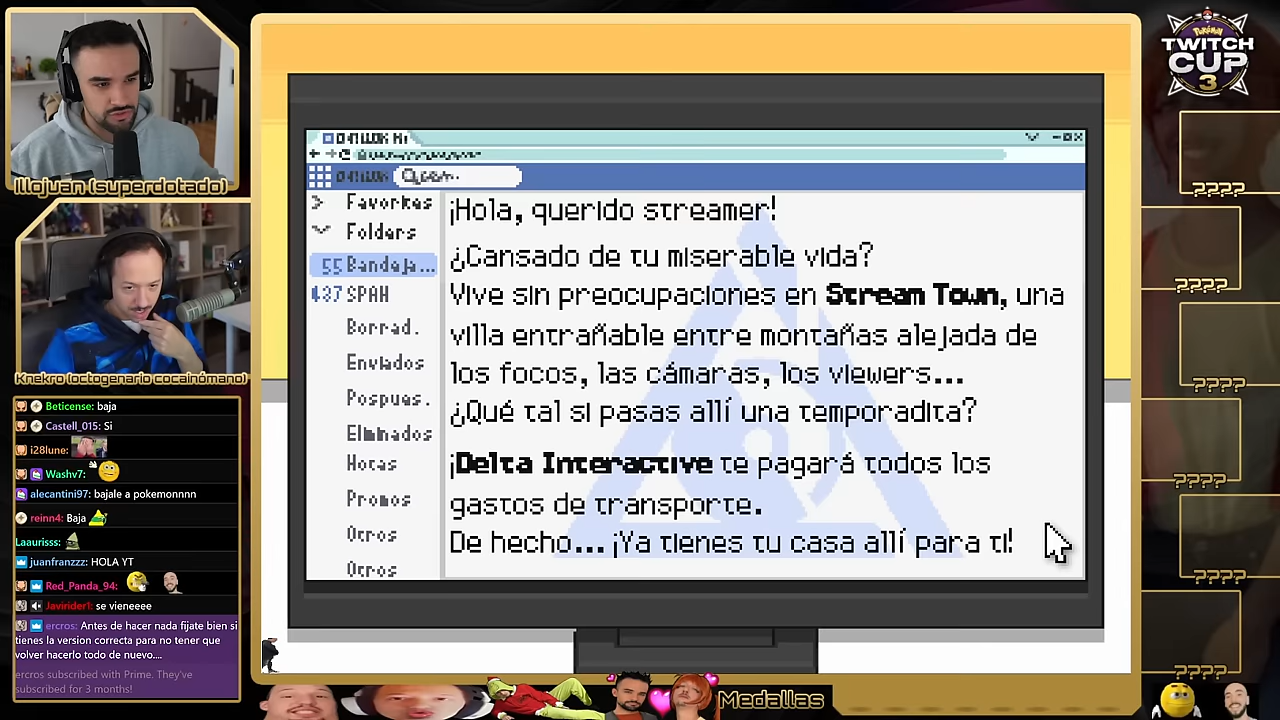 Illojuan (superdotado)
Knekro (octogenario cocainómano)
Beticense: baja
Castell_015: Si
i28lune:
Washv7:
alecantini97: bajale a pokemonnnn
reinn4: Baja
Laaurisss:
juanfranzzz: HOLA YT
Red_Panda_94:
Javirider1: se vieneeee
ercros: Antes de hacer nada fijate bien si
tienes la version correcta para no tener que
volver hacerlo todo de nuevo....
ercros subscribed with Prime. They've
subscribed for 3 months!
Favorites
Folders
55 Bandeja...
437 SPAM
Borrad.
Enviados
Pospues.
Eliminados
Notas
Promos
Otros
Otros
¡Hola, querido streamer!
¿Cansado de tu miserable vida?
Vive sin preocupaciones en Stream Town, una
villa entrañable entre montañas alejada de
los focos, las cámaras, los viewers...
¿Qué tal si pasas allí una temporadita?
¡Delta Interactive te pagará todos los
gastos de transporte.
De hecho... ¡Ya tienes tu casa allí para ti!
Medallas
POKéMON
TWITCH
CUP
3
????
????
????
????
????
????